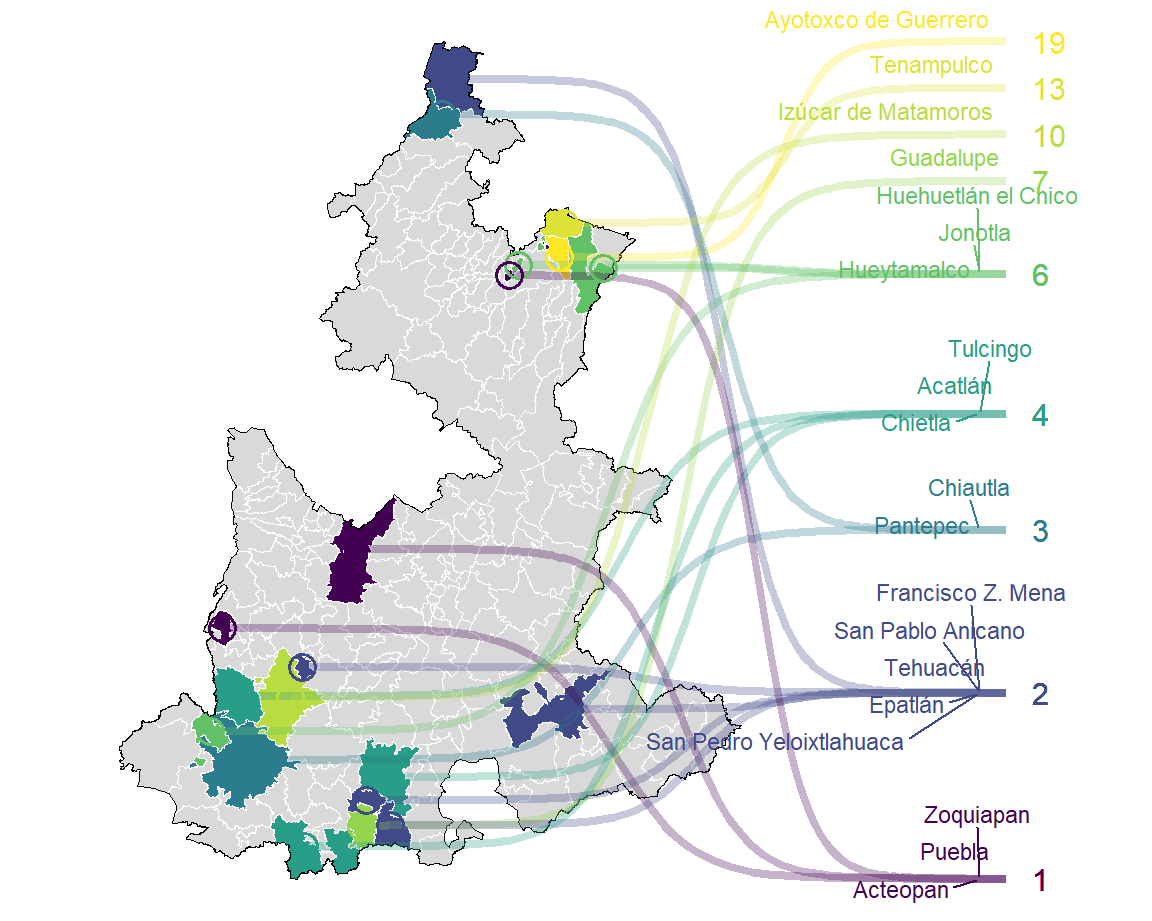 Ayotoxco de Guerrero
19
Tenampulco
13
Izúcar de Matamoros
10
Guadalupe
7
Huehuetlán el Chico
Jonotla
Hueytamalco
6
Tulcingo
Acatlán
Chietla
4
Chiautla
Pantepec
3
Francisco Z. Mena
San Pablo Anicano
Tehuacán
Epatlán
2
San Pedro Yeloixtlahuaca
Zoquiapan
Puebla
Acteopan
1